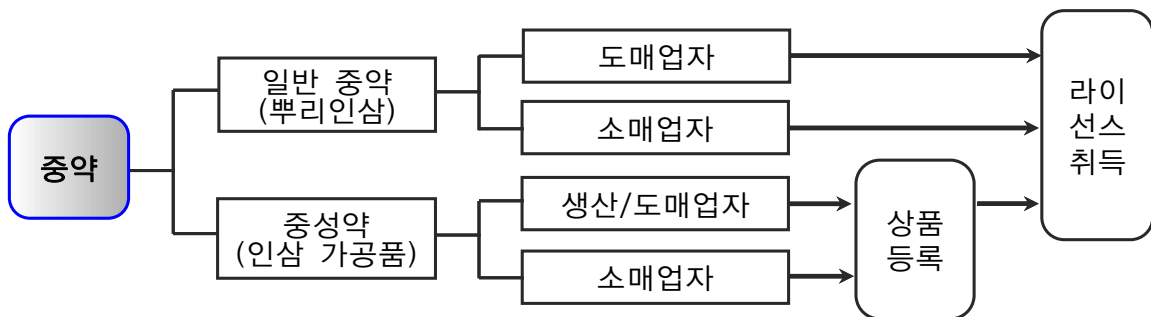 중약
일반 중약
(뿌리인삼)
중성약
(인삼 가공품)
도매업자
소매업자
생산/도매업자
소매업자
상품
등록
라이
선스
취득